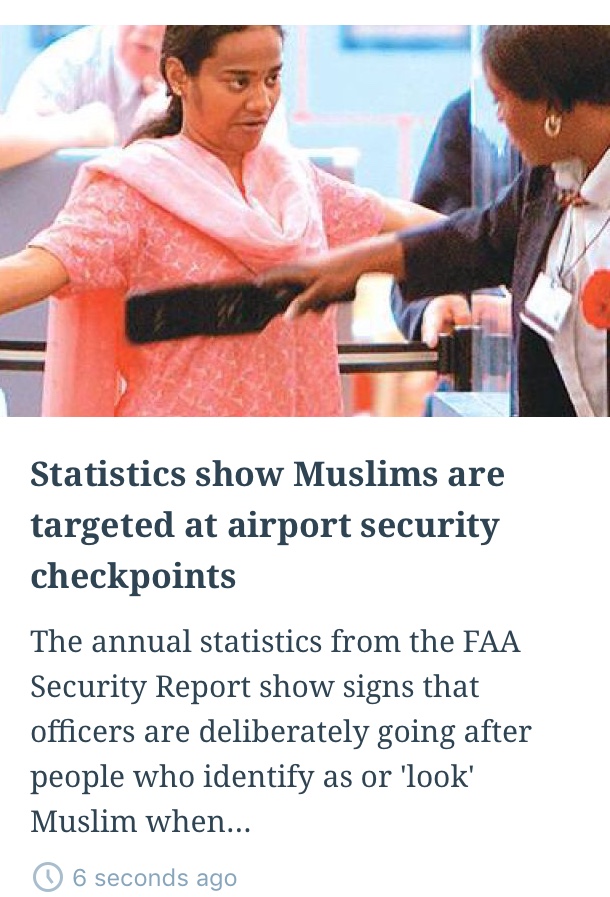 Statistics show Muslims are
targeted at airport security
checkpoints
The annual statistics from the FAA
Security Report show signs that
officers are deliberately going after
people who identify as or 'look'
Muslim when...
6 seconds ago